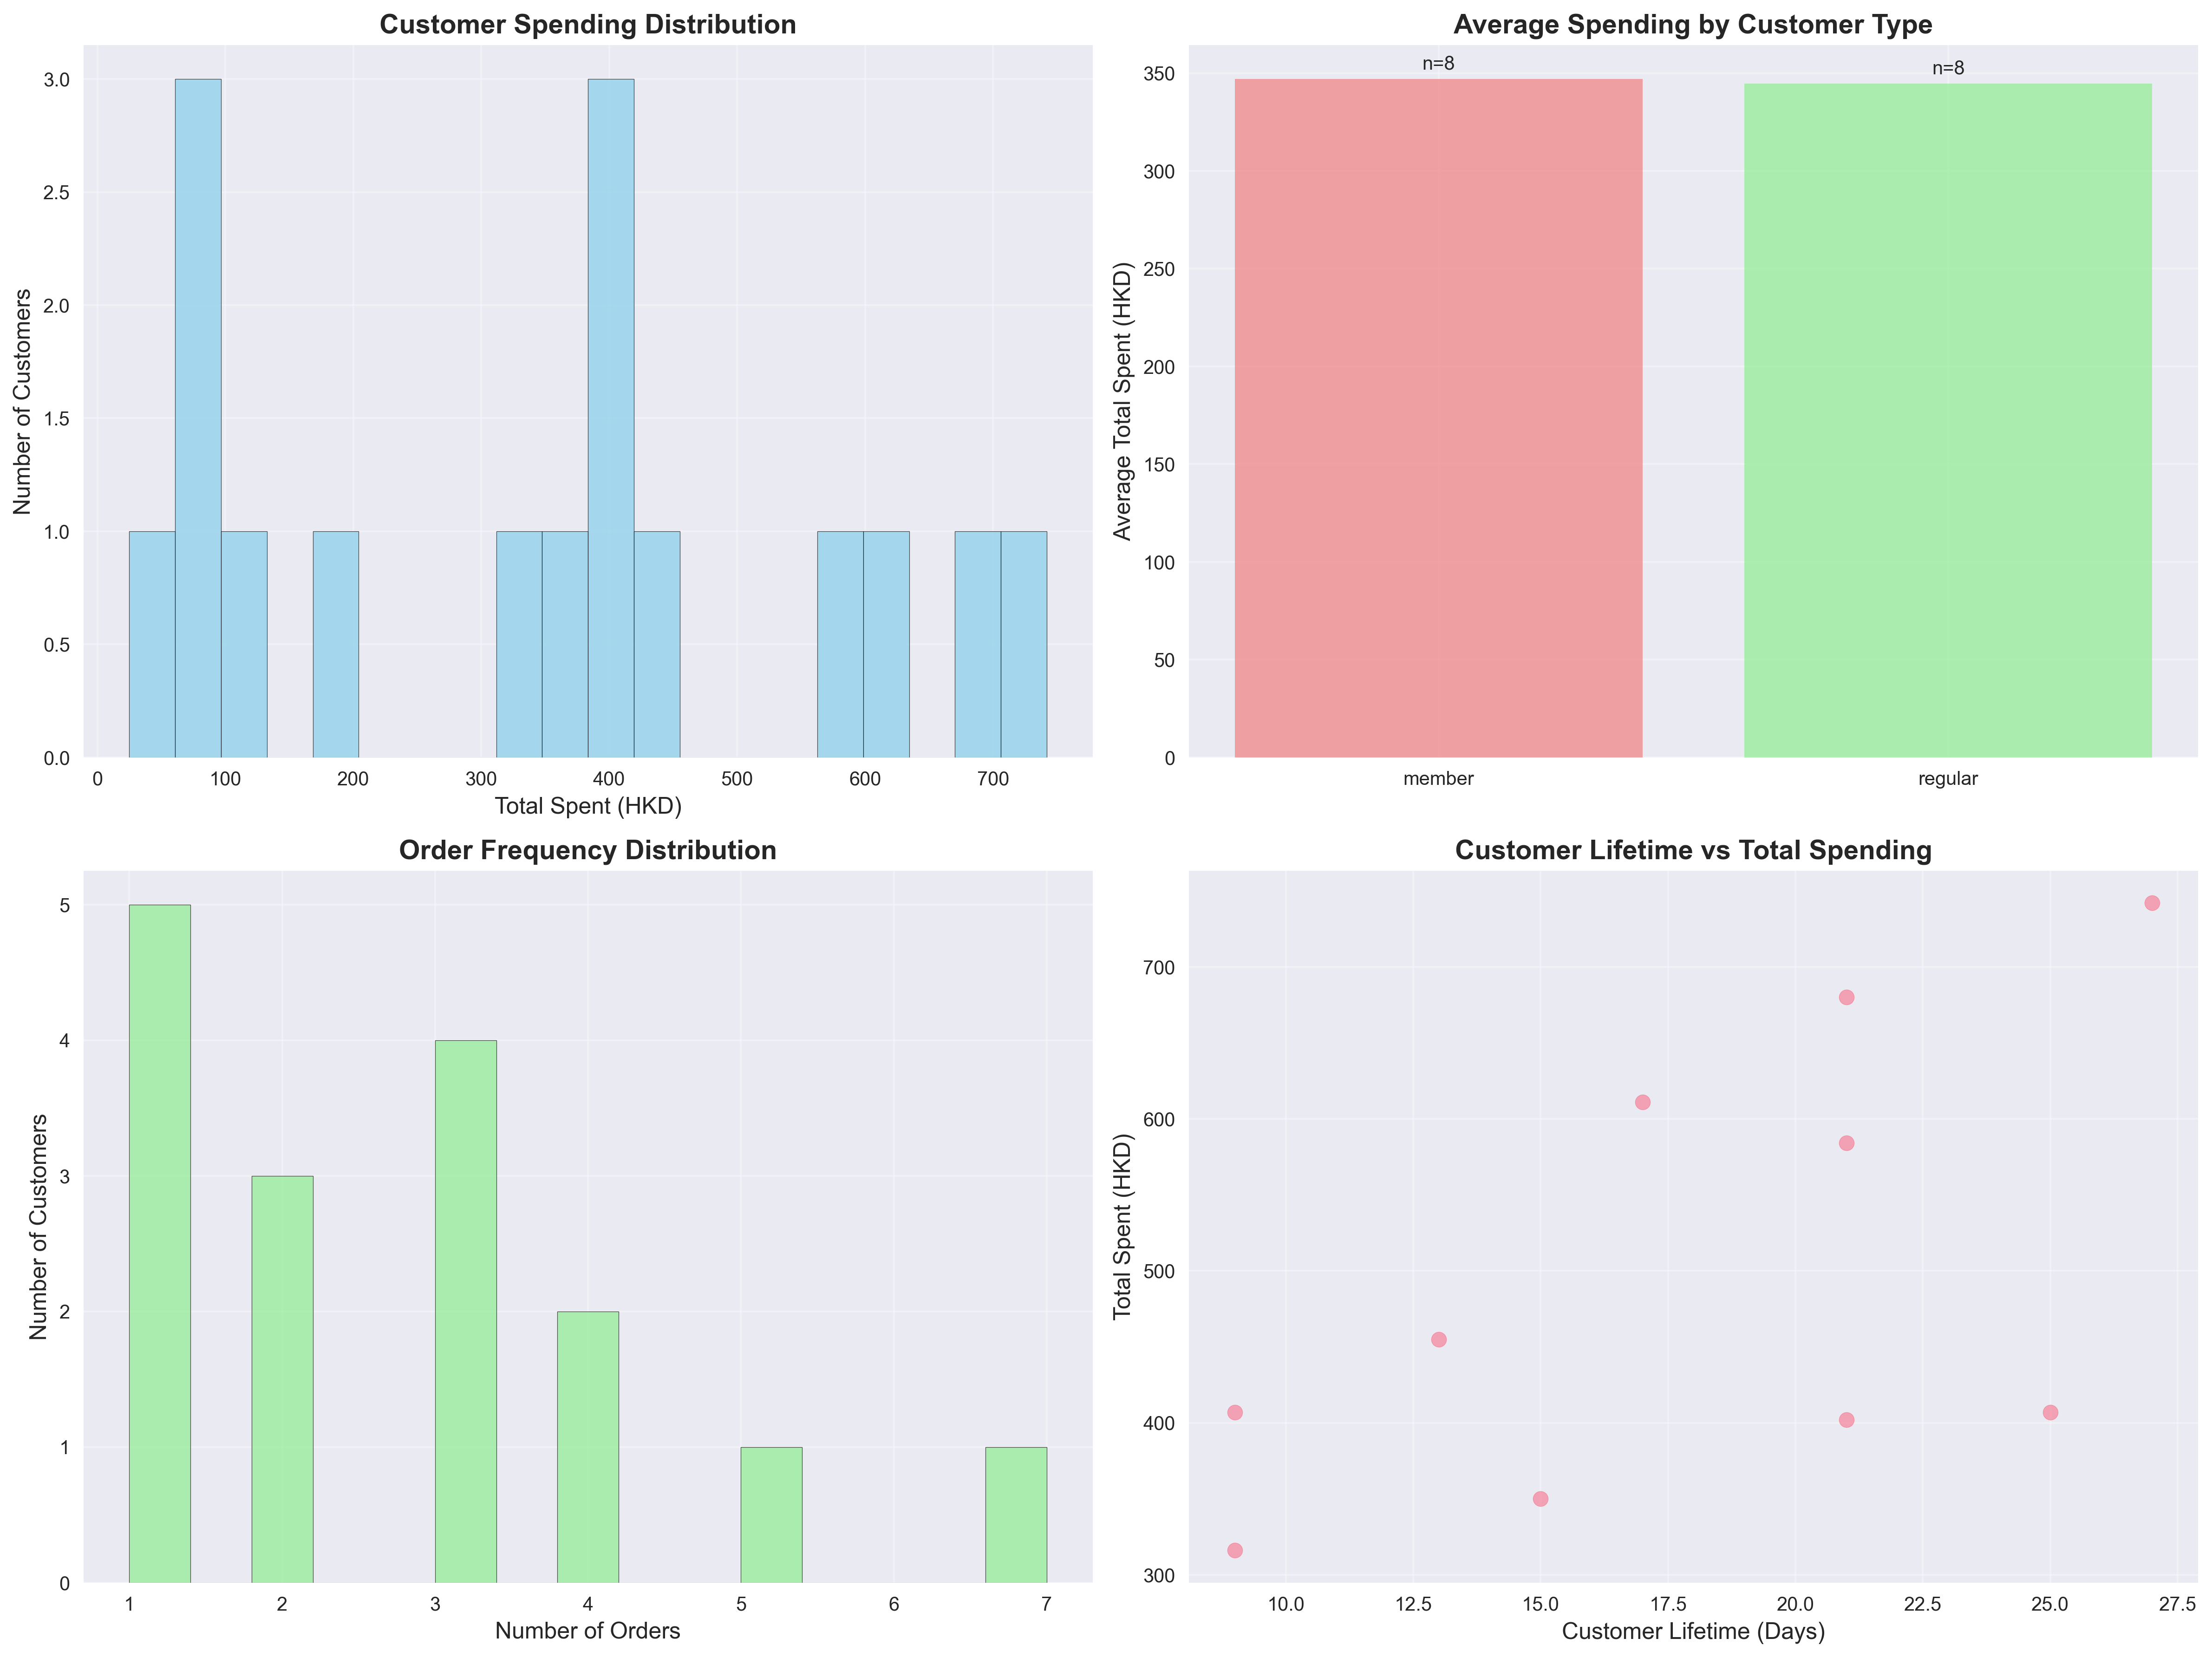 Customer Spending Distribution
3.0
2.5
2.0
1.5
1.0
0.5
0.0
Number of Customers
0 100 200 300 400 500 600 700
Total Spent (HKD)
Average Spending by Customer Type
n=8 n=8
350
300
250
200
150
100
50
0
Average Total Spent (HKD)
member regular
Order Frequency Distribution
5
4
3
2
1
0
Number of Customers
1 2 3 4 5 6 7
Number of Orders
Customer Lifetime vs Total Spending
700
600
500
400
300
Total Spent (HKD)
10.0 12.5 15.0 17.5 20.0 22.5 25.0 27.5
Customer Lifetime (Days)